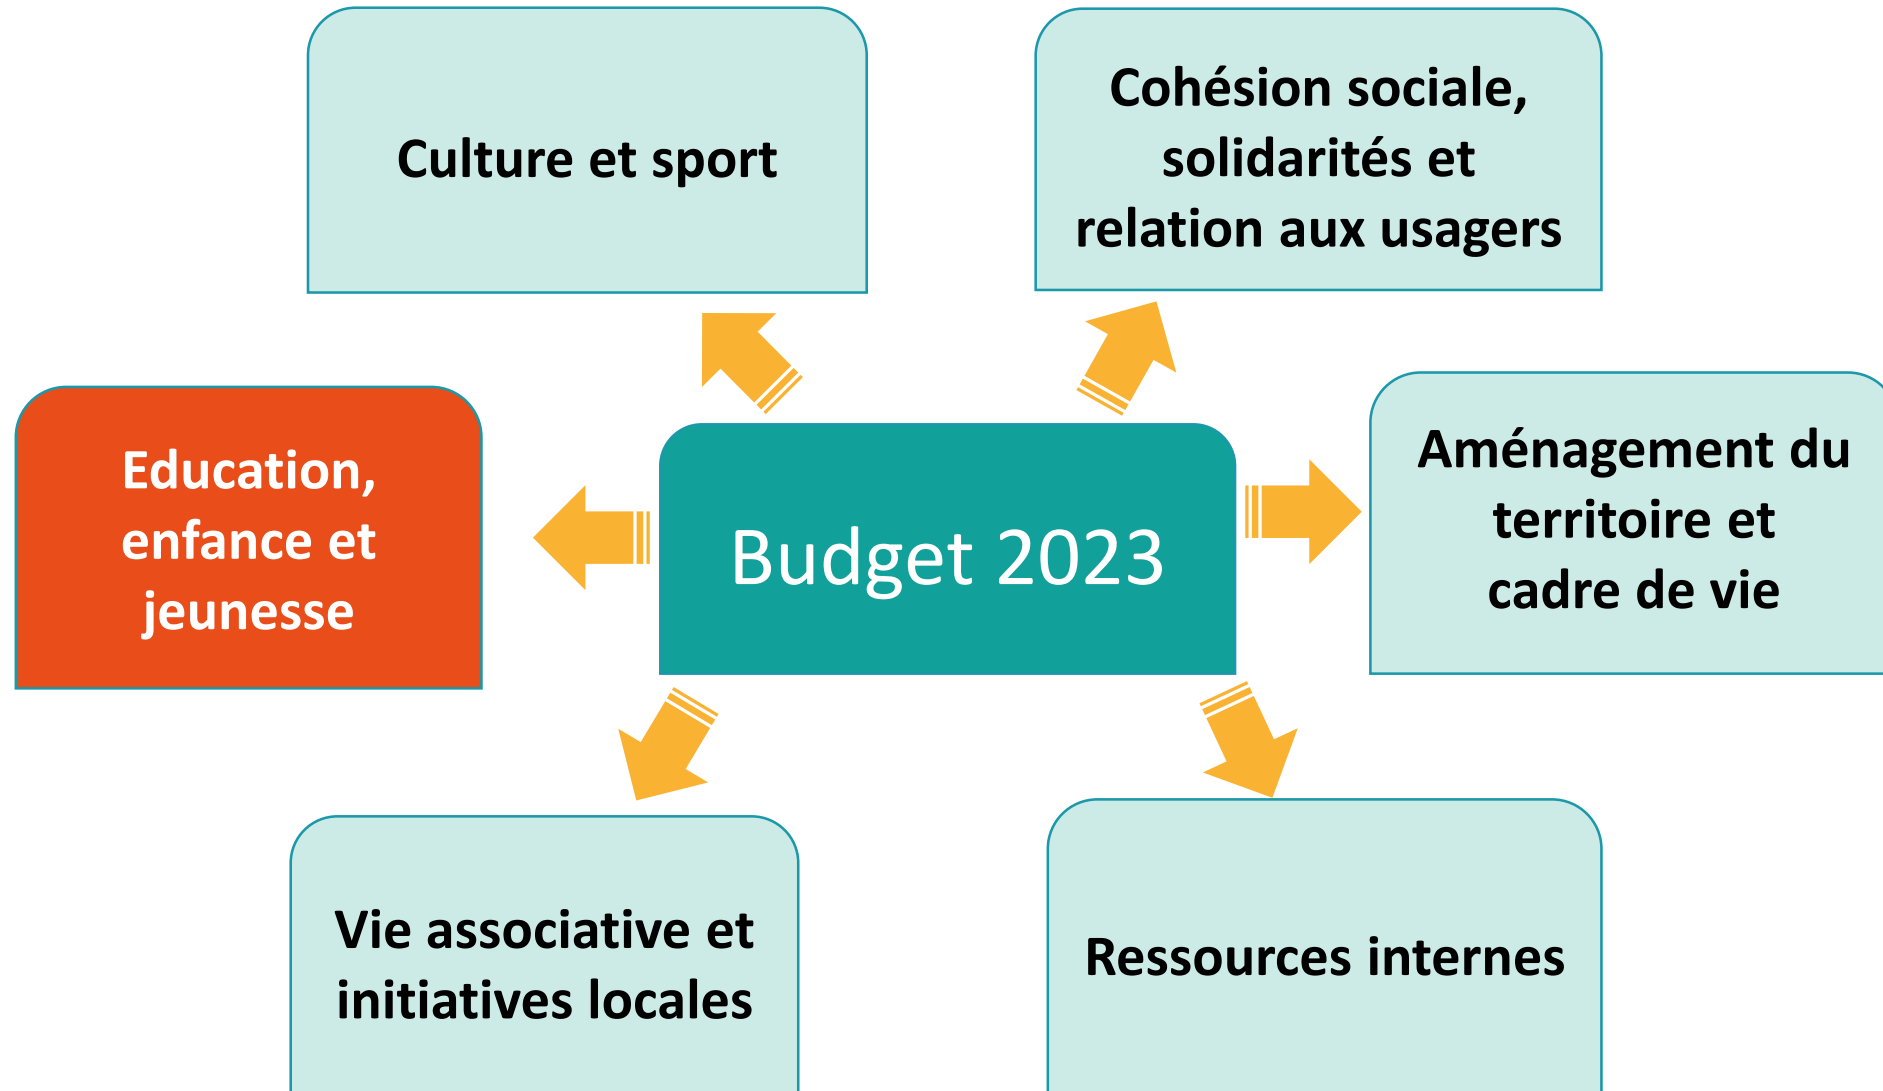 Culture et sport
Cohésion sociale,
solidarités et
relation aux usagers
Education,
enfance et
jeunesse
Budget 2023
Aménagement du
territoire et
cadre de vie
Vie associative et
initiatives locales
Ressources internes